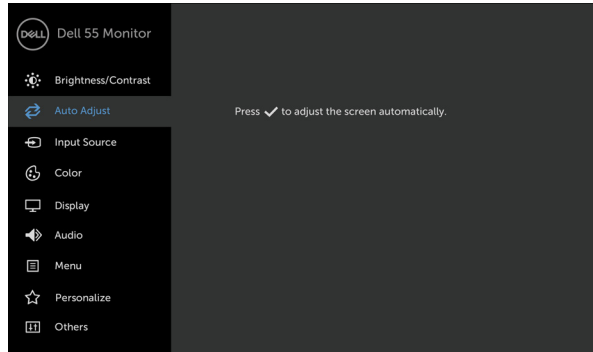 DELL Dell 55 Monitor
Brightness/Contrast
Auto Adjust
Press ✓ to adjust the screen automatically.
Input Source
Color
Display
Audio
Menu
Personalize
Others